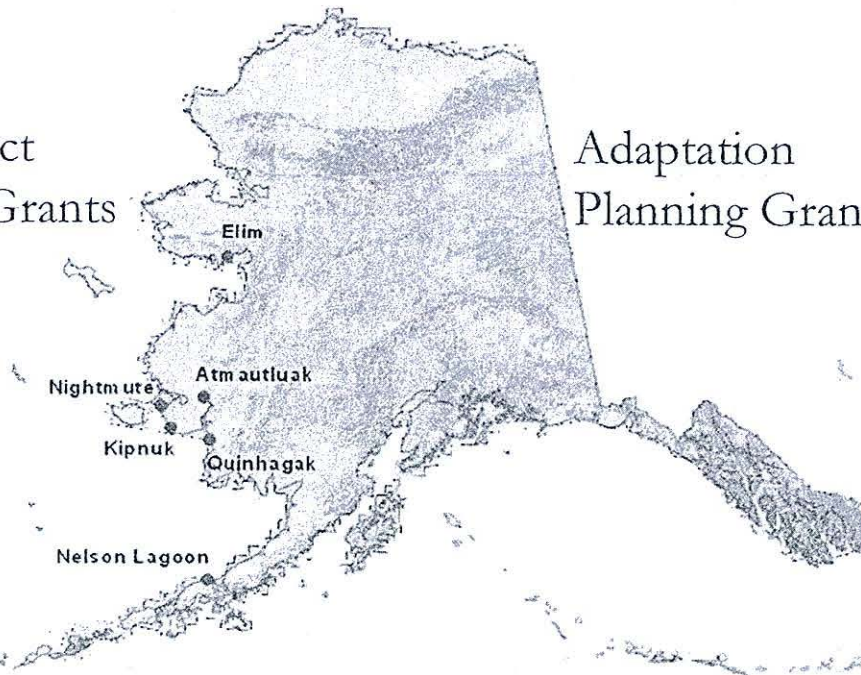 ct
Grants
Adaptation
Planning Gran
Elim
Nightmute
Atmautluak
Kipnuk
Quinhagak
Nelson Lagoon